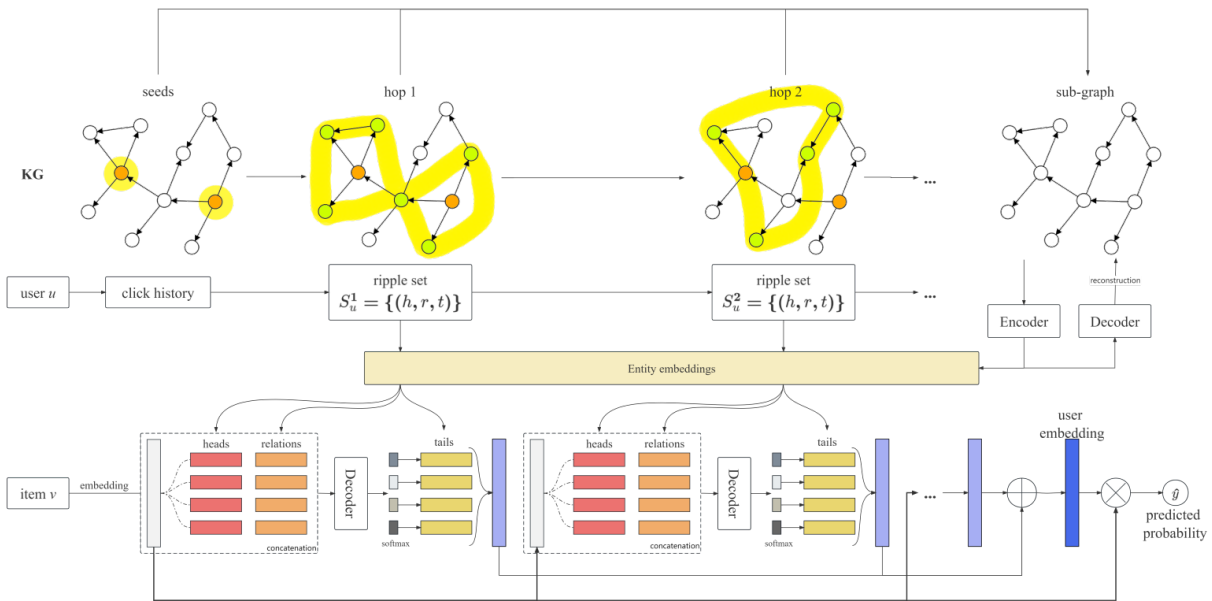 seeds
hop 1
hop 2
sub-graph
KG
...
user u
click history
ripple set
S_u^1 = {(h, r, t)}
ripple set
S_u^2 = {(h, r, t)}
...
reconstruction
Encoder
Decoder
Entity embeddings
user
embedding
heads
relations
tails
heads
relations
tails
item v
embedding
Decoder
Decoder
...
ŷ
predicted
probability
softmax
concatenation
softmax
concatenation